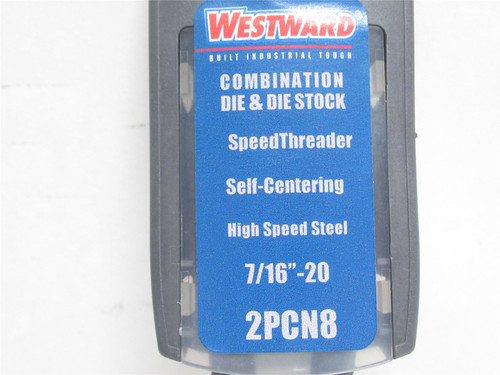 WESTWARD
BUILT INDUSTRIAL TOUGH
COMBINATION
DIE & DIE STOCK
SpeedThreader
Self-Centering
High Speed Steel
7/16"-20
2PCN8